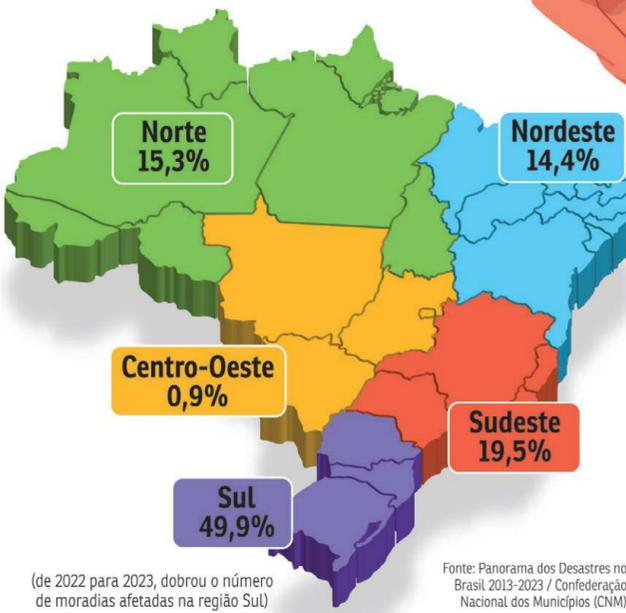 Norte
15,3%
Nordeste
14,4%
Centro-Oeste
0,9%
Sudeste
19,5%
Sul
49,9%
(de 2022 para 2023, dobrou o número
de moradias afetadas na região Sul)
Fonte: Panorama dos Desastres no
Brasil 2013-2023 / Confederação
Nacional dos Municípios (CNM)